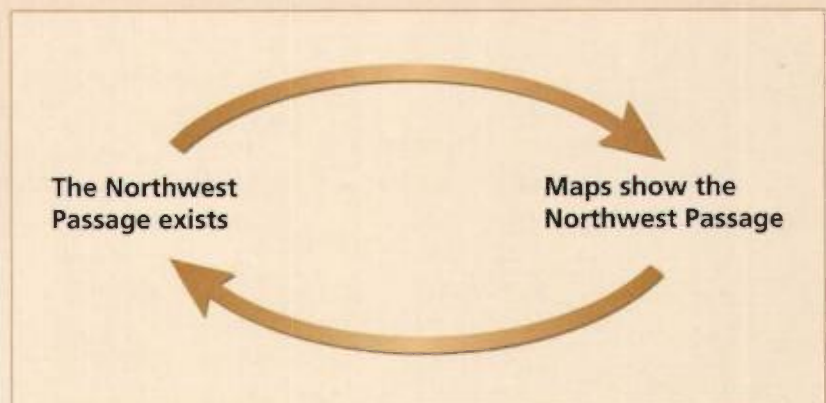 The Northwest
Passage exists
Maps show the
Northwest Passage